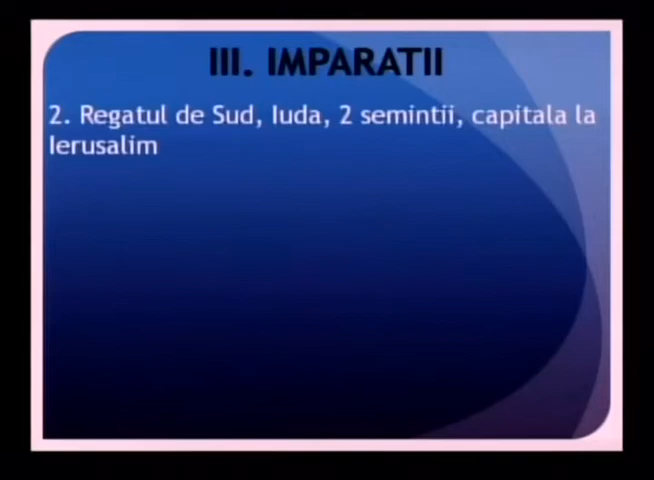 III. IMPARATII
2. Regatul de Sud, Iuda, 2 semintii, capitala la
Ierusalim